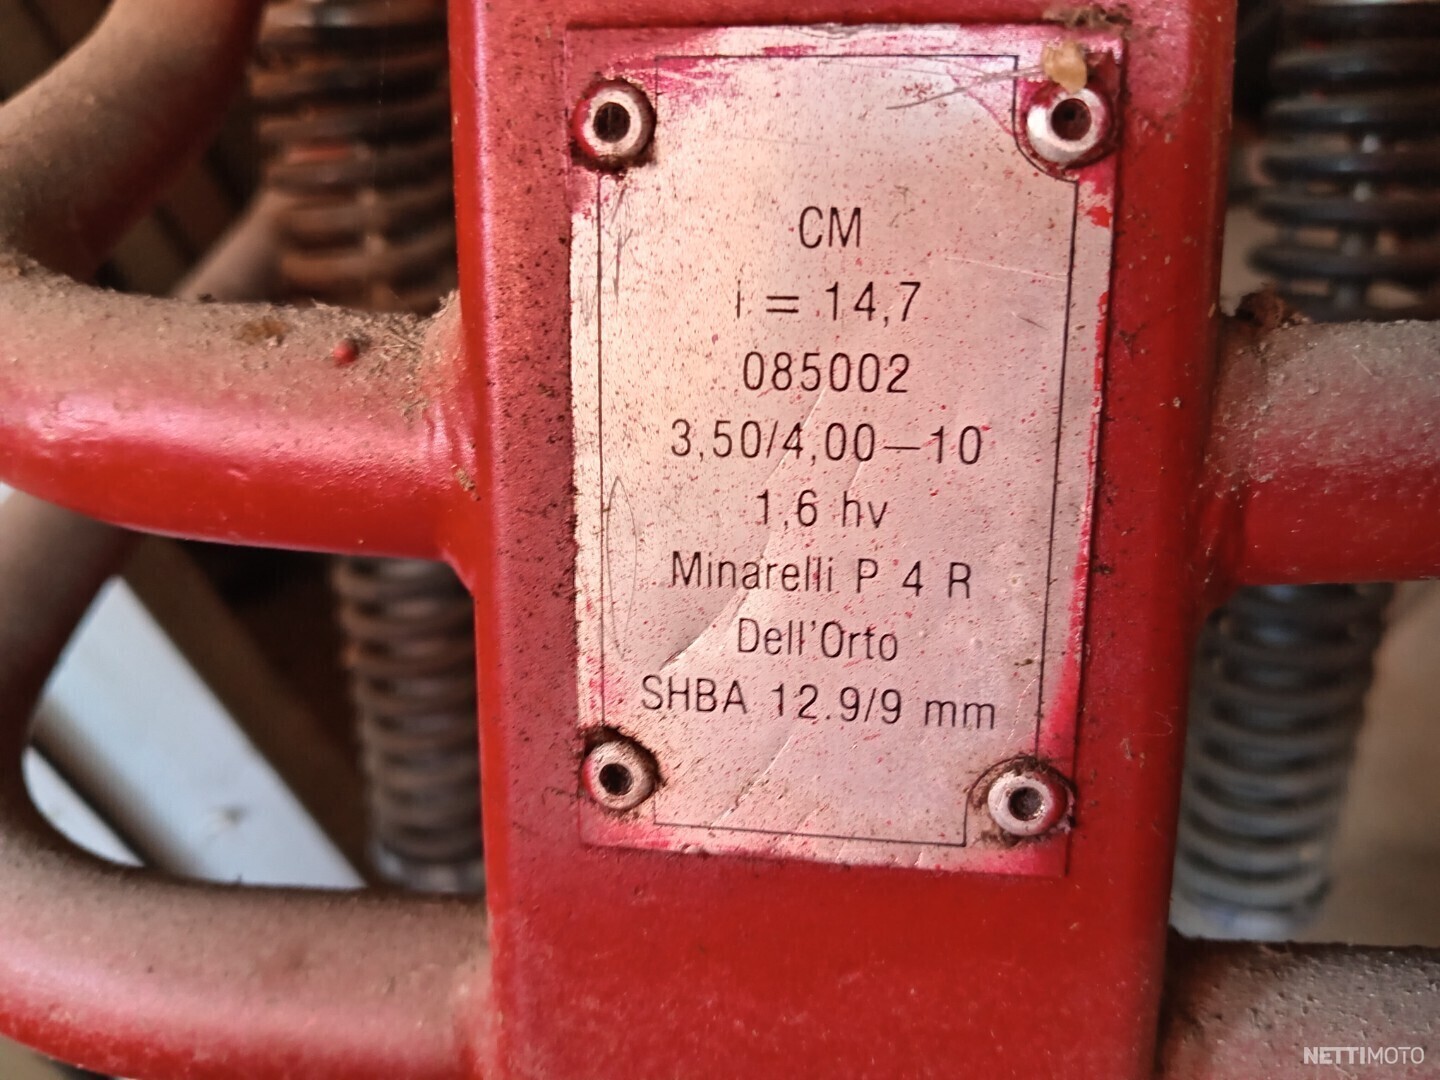 CM
i = 14,7
085002
3,50/4,00—10
1,6 hv
Minarelli P 4 R
Dell'Orto
SHBA 12.9/9 mm
NETTIMOTO